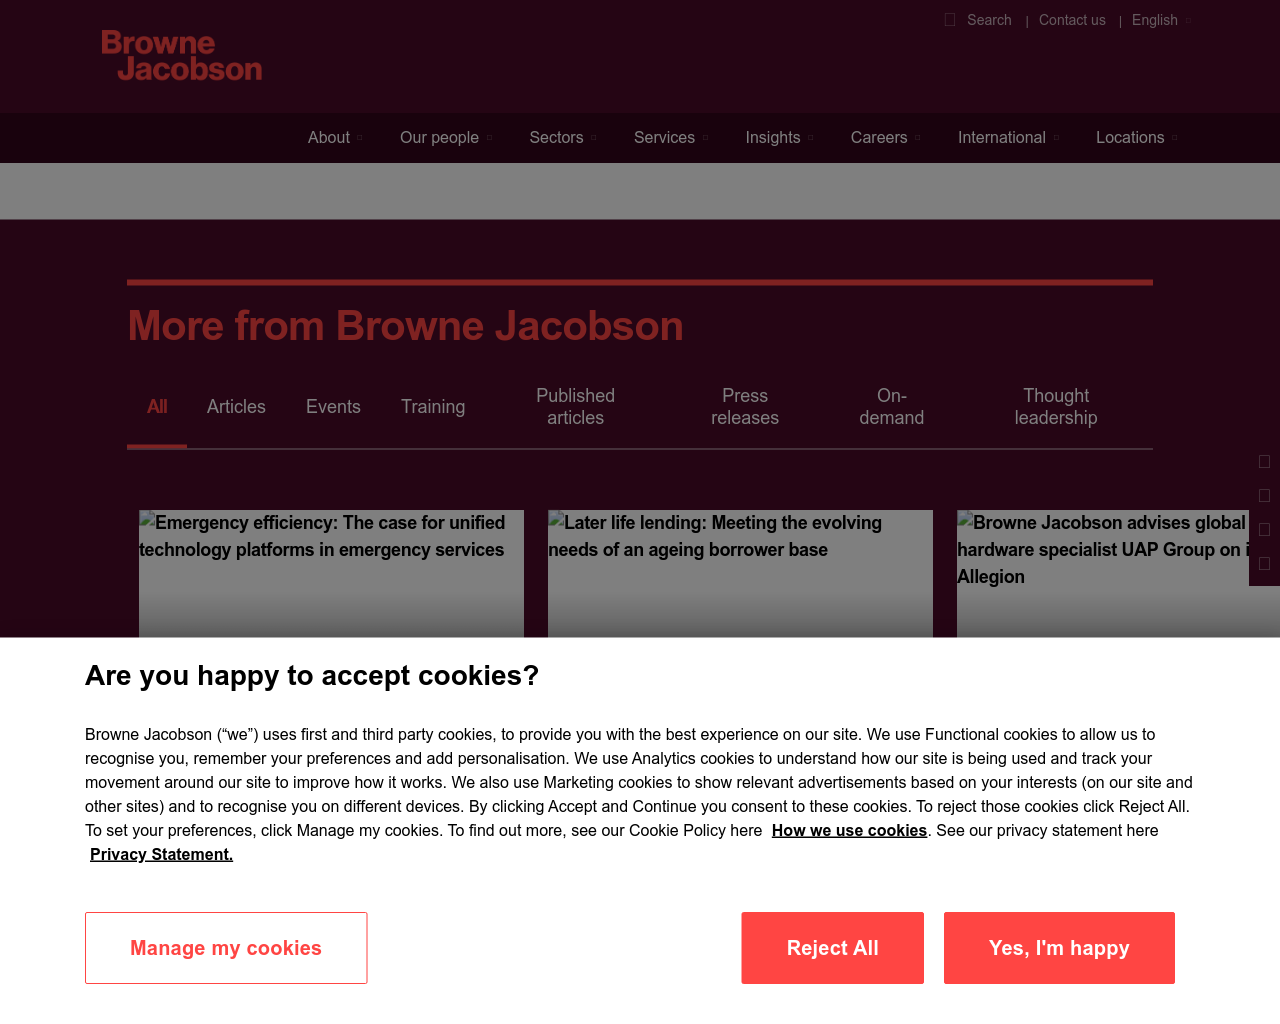 Search | Contact us | English
Browne
Jacobson
About Our people Sectors Services Insights Careers International Locations
More from Browne Jacobson
All Articles Events Training Published articles Press releases On-demand Thought leadership
Emergency efficiency: The case for unified
technology platforms in emergency services
Later life lending: Meeting the evolving
needs of an ageing borrower base
Browne Jacobson advises global
hardware specialist UAP Group on
Allegion
Are you happy to accept cookies?
Browne Jacobson (“we”) uses first and third party cookies, to provide you with the best experience on our site. We use Functional cookies to allow us to
recognise you, remember your preferences and add personalisation. We use Analytics cookies to understand how our site is being used and track your
movement around our site to improve how it works. We also use Marketing cookies to show relevant advertisements based on your interests (on our site and
other sites) and to recognise you on different devices. By clicking Accept and Continue you consent to these cookies. To reject those cookies click Reject All.
To set your preferences, click Manage my cookies. To find out more, see our Cookie Policy here How we use cookies. See our privacy statement here
Privacy Statement.
Manage my cookies Reject All Yes, I'm happy